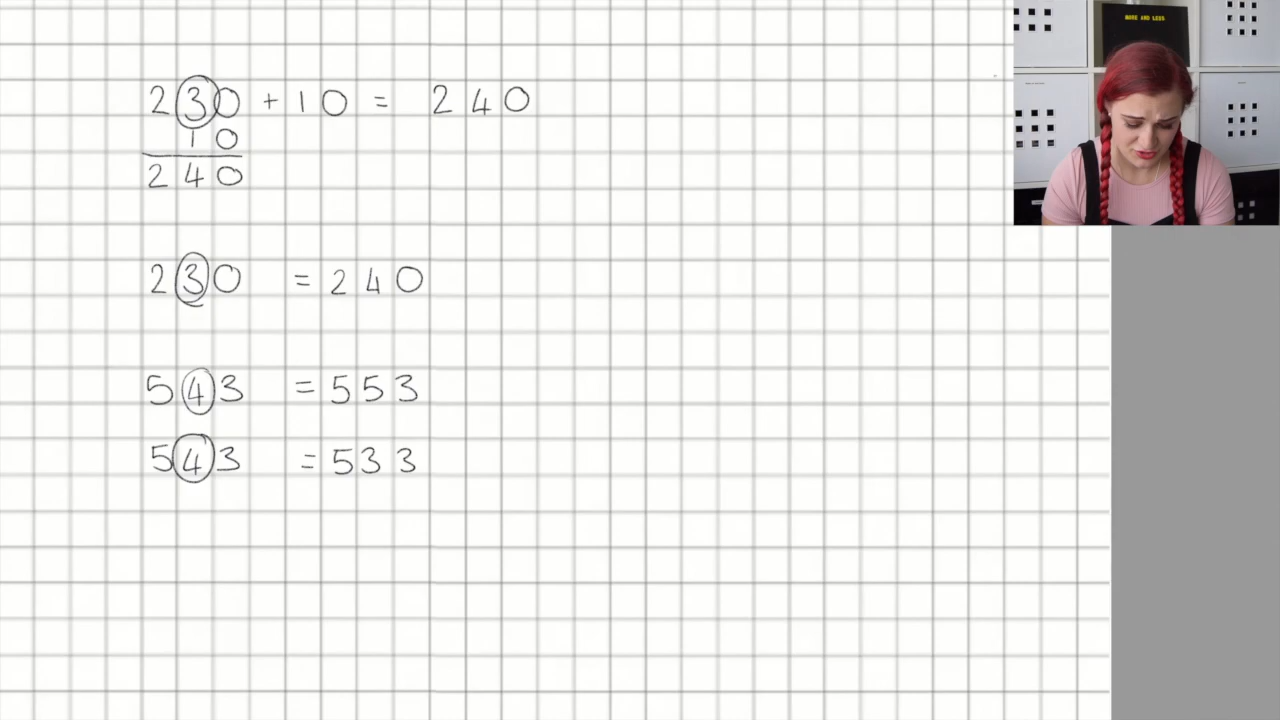 230 + 10 = 240
10
240
230 = 240
543 = 553
543 = 533
MORE AND LESS